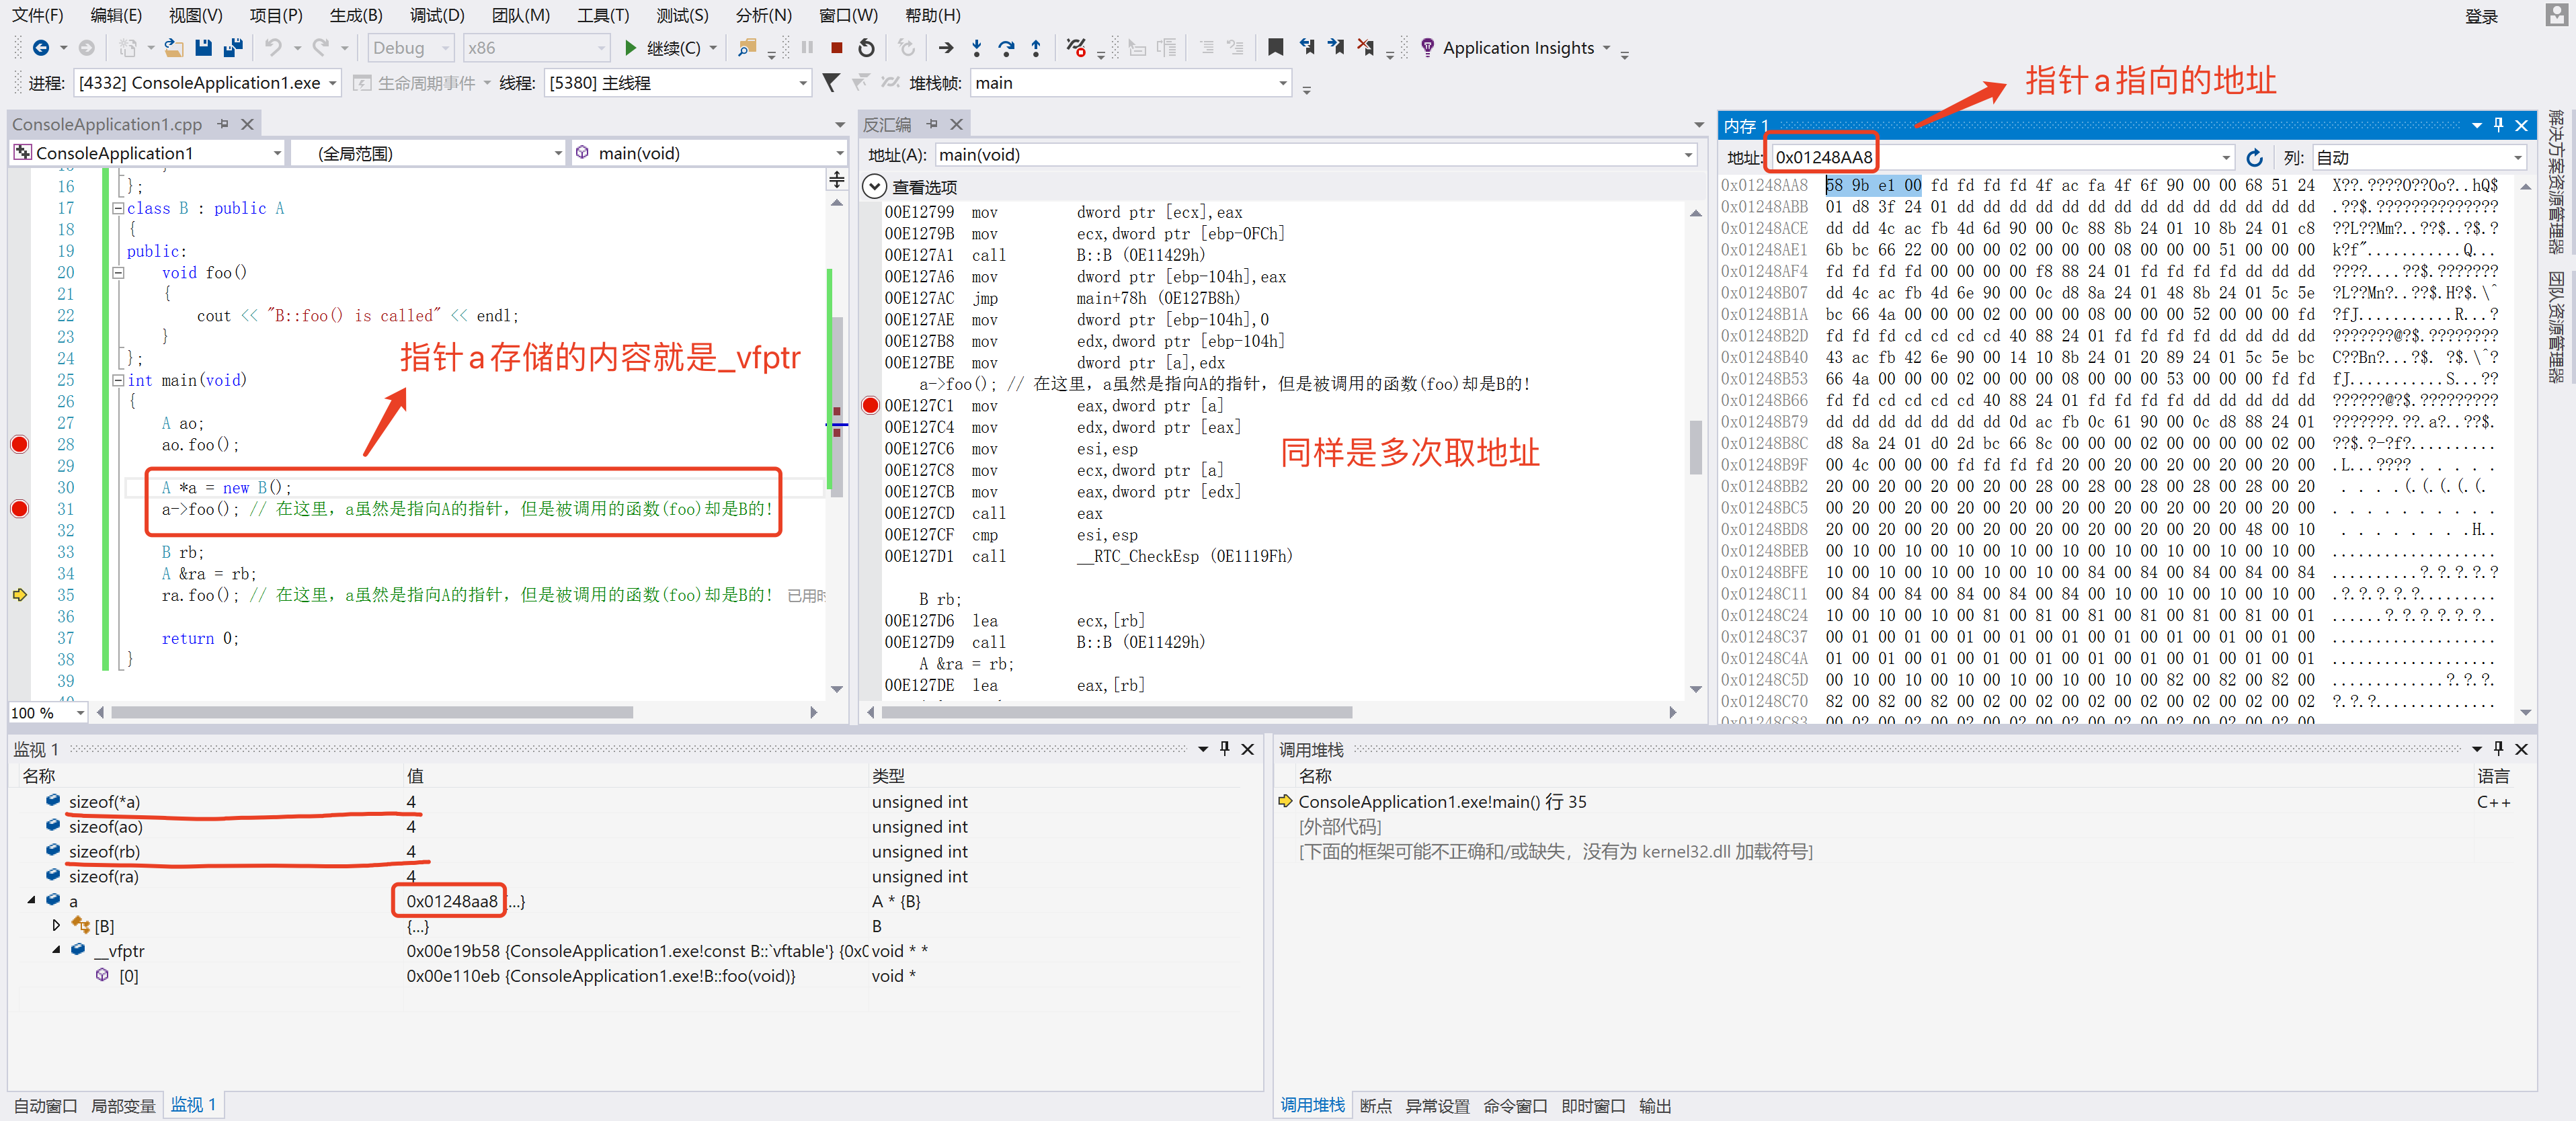 文件(F) 编辑(E) 视图(V) 项目(P) 生成(B) 调试(D) 团队(M) 工具(T) 测试(S) 分析(N) 窗口(W) 帮助(H) 登录
Debug x86 继续(C) Application Insights
进程: [4332] ConsoleApplication1.exe 生命周期事件 线程: [5380] 主线程 堆栈帧: main
指针a指向的地址
ConsoleApplication1.cpp
ConsoleApplication1 (全局范围) main(void)
16 };
17 class B : public A
18 {
19 public:
20 void foo()
21 {
22 cout << "B::foo() is called" << endl;
23 }
24 };
25 int main(void)
26 {
27 A ao;
28 ao.foo();
29
30 A *a = new B();
31 a->foo(); // 在这里，a虽然是指向A的指针，但是被调用的函数(foo)却是B的!
32
33 B rb;
34 A &ra = rb;
35 ra.foo(); // 在这里，a虽然是指向A的指针，但是被调用的函数(foo)却是B的! 已用时
36
37 return 0;
38 }
39
指针a存储的内容就是_vfptr
100 %
反汇编
地址(A): main(void)
查看选项
00E12799 mov dword ptr [ecx],eax
00E1279B mov ecx,dword ptr [ebp-0FCh]
00E127A1 call B::B (0E11429h)
00E127A6 mov dword ptr [ebp-104h],eax
00E127AC jmp main+78h (0E127B8h)
00E127AE mov dword ptr [ebp-104h],0
00E127B8 mov edx,dword ptr [ebp-104h]
00E127BE mov dword ptr [a],edx
a->foo(); // 在这里，a虽然是指向A的指针，但是被调用的函数(foo)却是B的!
00E127C1 mov eax,dword ptr [a]
00E127C4 mov edx,dword ptr [eax]
00E127C6 mov esi,esp
00E127C8 mov ecx,dword ptr [a]
00E127CB mov eax,dword ptr [edx]
00E127CD call eax
00E127CF cmp esi,esp
00E127D1 call __RTC_CheckEsp (0E1119Fh)
B rb;
00E127D6 lea ecx,[rb]
00E127D9 call B::B (0E11429h)
A &ra = rb;
00E127DE lea eax,[rb]
同样是多次取地址
内存 1
地址: 0x01248AA8 列: 自动
0x01248AA8 58 9b e1 00 fd fd fd fd 4f ac fa 4f 6f 90 00 00 68 51 24 X??.????O??Oo?..hQ$
0x01248ABB 01 d8 3f 24 01 dd dd dd dd dd dd dd dd dd dd dd dd dd dd .??$.??????????????
0x01248ACE dd dd 4c ac fb 4d 6d 90 00 0c 88 8b 24 01 10 8b 24 01 c8 ??L??Mm?..??$..?$.?
0x01248AE1 6b bc 66 22 00 00 00 02 00 00 00 08 00 00 00 51 00 00 00 k?f"...........Q...
0x01248AF4 fd fd fd fd 00 00 00 00 f8 88 24 01 fd fd fd fd dd dd dd ????....??$.???????
0x01248B07 dd 4c ac fb 4d 6e 90 00 0c d8 8a 24 01 48 8b 24 01 5c 5e ?L??Mn?..??$.H?$.\^
0x01248B1A bc 66 4a 00 00 00 02 00 00 00 08 00 00 00 52 00 00 00 fd ?fJ...........R...?
0x01248B2D fd fd fd cd cd cd cd 40 88 24 01 fd fd fd fd dd dd dd dd ???????@?$.????????
0x01248B40 43 ac fb 42 6e 90 00 14 10 8b 24 01 20 89 24 01 5c 5e bc C??Bn?...?$. ?$.\^?
0x01248B53 66 4a 00 00 00 02 00 00 00 08 00 00 00 53 00 00 00 fd fd fJ...........S...??
0x01248B66 fd fd cd cd cd cd 40 88 24 01 fd fd fd fd dd dd dd dd dd ??????@?$.?????????
0x01248B79 dd dd dd dd dd dd dd 0d ac fb 0c 61 90 00 0c d8 88 24 01 ???????.??.a?..??$.
0x01248B8C d8 8a 24 01 d0 2d bc 66 8c 00 00 00 02 00 00 00 02 00 ??$.?-?f?..........
0x01248B9F 00 4c 00 00 00 fd fd fd fd 20 00 20 00 20 00 20 00 20 00 .L...???? . . . . .
0x01248BB2 20 00 20 00 20 00 20 00 28 00 28 00 28 00 28 00 28 00 20 . . . .(.(.(.(.(.
0x01248BC5 00 20 00 20 00 20 00 20 00 20 00 20 00 20 00 20 00 20 00 . . . . . . . . . .
0x01248BD8 20 00 20 00 20 00 20 00 20 00 20 00 20 00 20 00 48 00 10 . . . . . . . .H..
0x01248BEB 00 10 00 10 00 10 00 10 00 10 00 10 00 10 00 10 00 10 00 ...................
0x01248BFE 10 00 10 00 10 00 10 00 10 00 84 00 84 00 84 00 84 00 84 ..........?.?.?.?.?
0x01248C11 00 84 00 84 00 84 00 84 00 84 00 10 00 10 00 10 00 10 00 .?.?.?.?.?.........
0x01248C24 10 00 10 00 10 00 81 00 81 00 81 00 81 00 81 00 81 00 01 ......?.?.?.?.?.?..
0x01248C37 00 01 00 01 00 01 00 01 00 01 00 01 00 01 00 01 00 01 00 ...................
0x01248C4A 01 00 01 00 01 00 01 00 01 00 01 00 01 00 01 00 01 00 01 ...................
0x01248C5D 00 10 00 10 00 10 00 10 00 10 00 10 00 82 00 82 00 82 00 .............?.?.?.
0x01248C70 82 00 82 00 82 00 02 00 02 00 02 00 02 00 02 00 02 00 02 ?.?.?..............
0x01248C83 00 02 00 02 00 02 00 02 00 02 00 02 00 02 00 02 00 02 00
解决方案资源管理器
团队资源管理器
监视 1
名称 值 类型
sizeof(*a) 4 unsigned int
sizeof(ao) 4 unsigned int
sizeof(rb) 4 unsigned int
sizeof(ra) 4 unsigned int
a 0x01248aa8 {...} A * {B}
[B] {...} B
__vfptr 0x00e19b58 {ConsoleApplication1.exe!const B::`vftable'} {0x0 void * *
[0] 0x00e110eb {ConsoleApplication1.exe!B::foo(void)} void *
自动窗口 局部变量 监视 1
调用堆栈
名称 语言
ConsoleApplication1.exe!main() 行 35 C++
[外部代码]
[下面的框架可能不正确和/或缺失，没有为 kernel32.dll 加载符号]
调用堆栈 断点 异常设置 命令窗口 即时窗口 输出